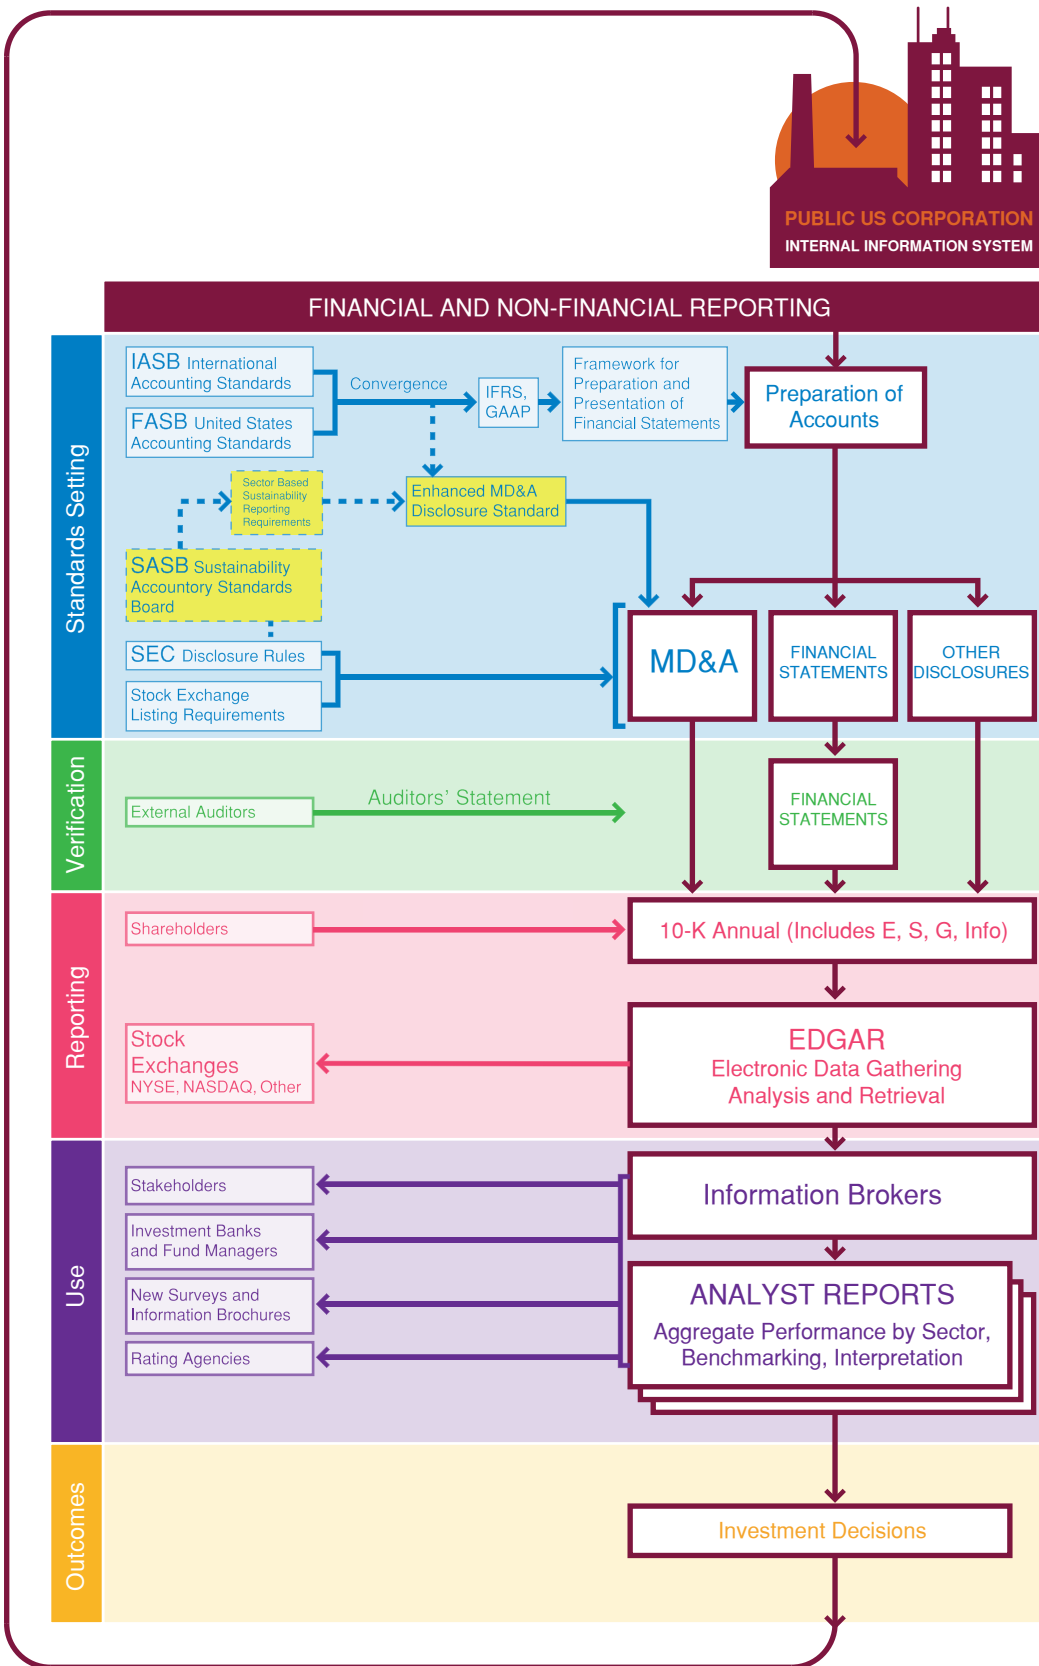 PUBLIC US CORPORATION
INTERNAL INFORMATION SYSTEM
FINANCIAL AND NON-FINANCIAL REPORTING
Standards Setting
IASB International
Accounting Standards
FASB United States
Accounting Standards
Convergence
IFRS,
GAAP
Framework for
Preparation and
Presentation of
Financial Statements
Preparation of
Accounts
Sector Based
Sustainability
Reporting
Requirements
Enhanced MD&A
Disclosure Standard
SASB Sustainability
Accountory Standards
Board
SEC Disclosure Rules
Stock Exchange
Listing Requirements
MD&A
FINANCIAL
STATEMENTS
OTHER
DISCLOSURES
Verification
External Auditors
Auditors’ Statement
FINANCIAL
STATEMENTS
Reporting
Shareholders
10-K Annual (Includes E, S, G, Info)
Stock
Exchanges
NYSE, NASDAQ, Other
EDGAR
Electronic Data Gathering
Analysis and Retrieval
Use
Stakeholders
Investment Banks
and Fund Managers
New Surveys and
Information Brochures
Rating Agencies
Information Brokers
ANALYST REPORTS
Aggregate Performance by Sector,
Benchmarking, Interpretation
Outcomes
Investment Decisions